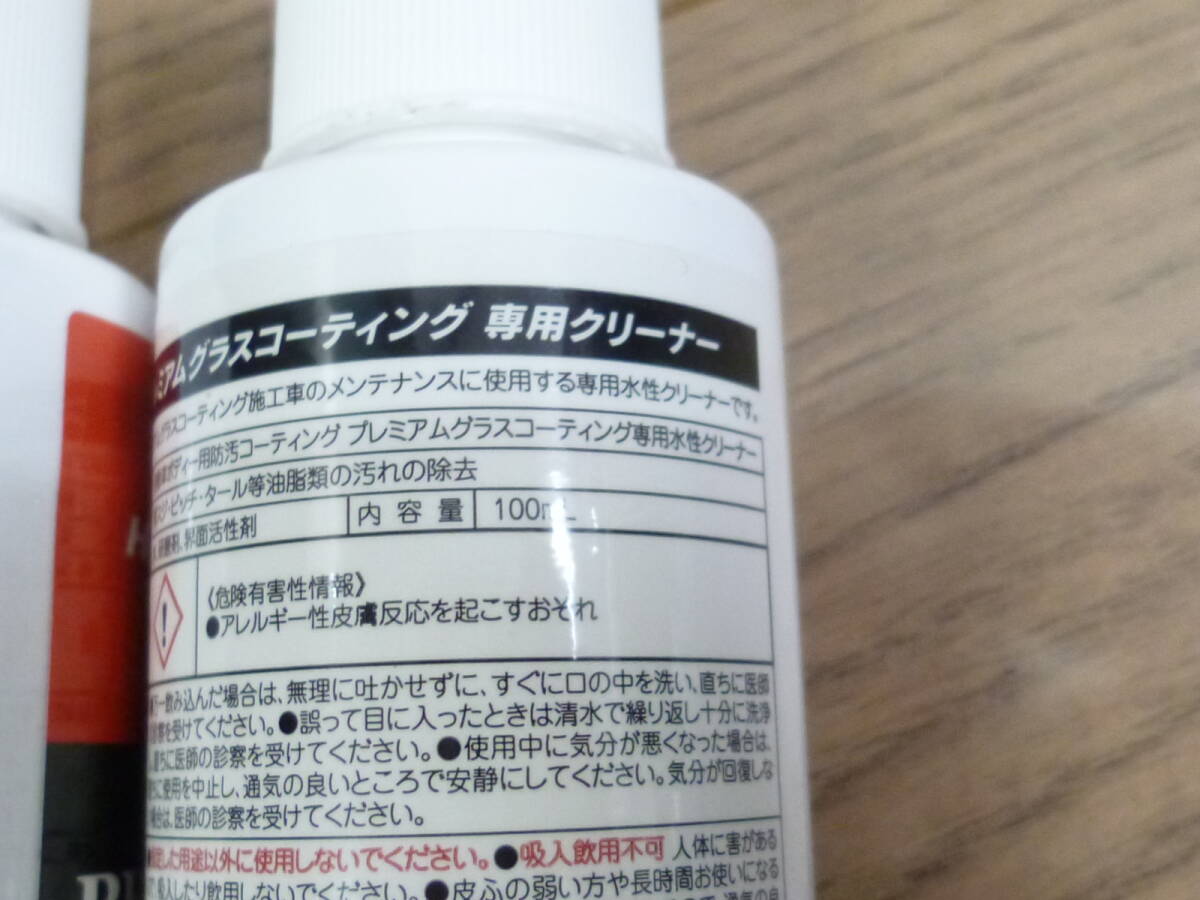 ミアムグラスコーティング 専用クリーナー
グラスコーティング施工車のメンテナンスに使用する専用水性クリーナーです。
ボディー用防汚コーティング プレミアムグラスコーティング専用水性クリーナー
ピッチ・タール等油脂類の汚れの除去
界面活性剤 内容量 100mL
《危険有害性情報》
●アレルギー性皮膚反応を起こすおそれ
一飲み込んだ場合は、無理に吐かせずに、すぐに口の中を洗い、直ちに医師
を受けてください。●誤って目に入ったときは清水で繰り返し十分に洗浄
直ちに医師の診察を受けてください。●使用中に気分が悪くなった場合は、
に使用を中止し、通気の良いところで安静にしてください。気分が回復しな
場合は、医師の診察を受けてください。
した用途以外に使用しないでください。●吸入飲用不可 人体に害がある
吸入したり飲用しないでください。●皮ふの弱い方や長時間お使いになる